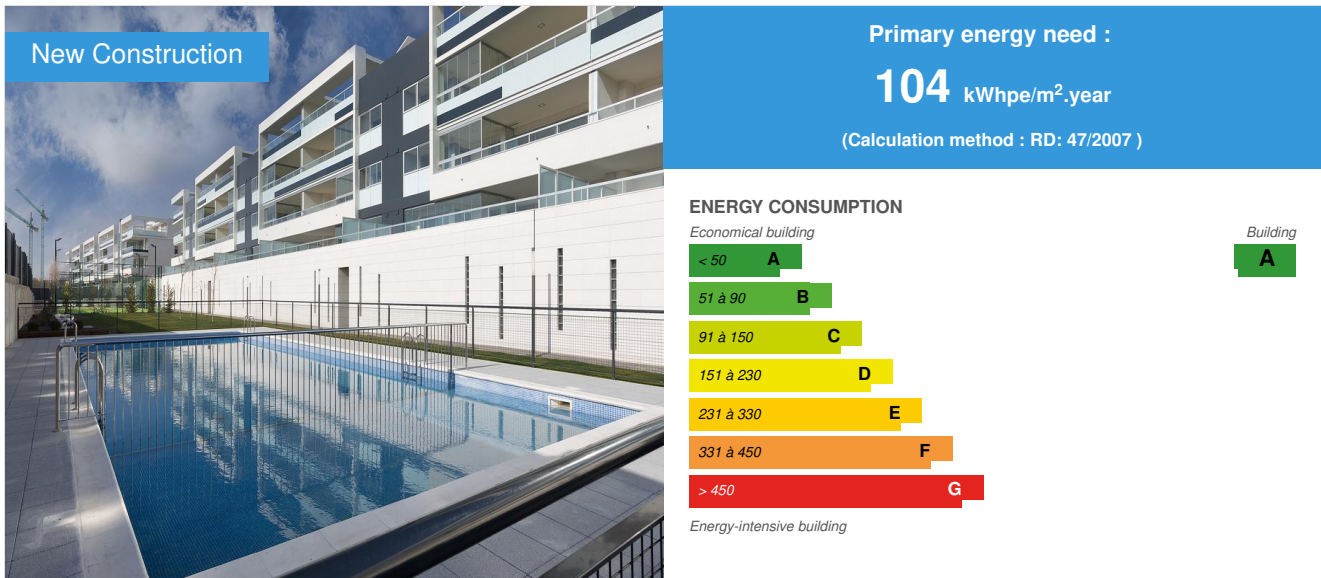 New Construction
Primary energy need :
104 kWhpe/m².year
(Calculation method : RD: 47/2007 )
ENERGY CONSUMPTION
Economical building
Building
< 50 A
A
51 à 90 B
91 à 150 C
151 à 230 D
231 à 330 E
331 à 450 F
> 450 G
Energy-intensive building